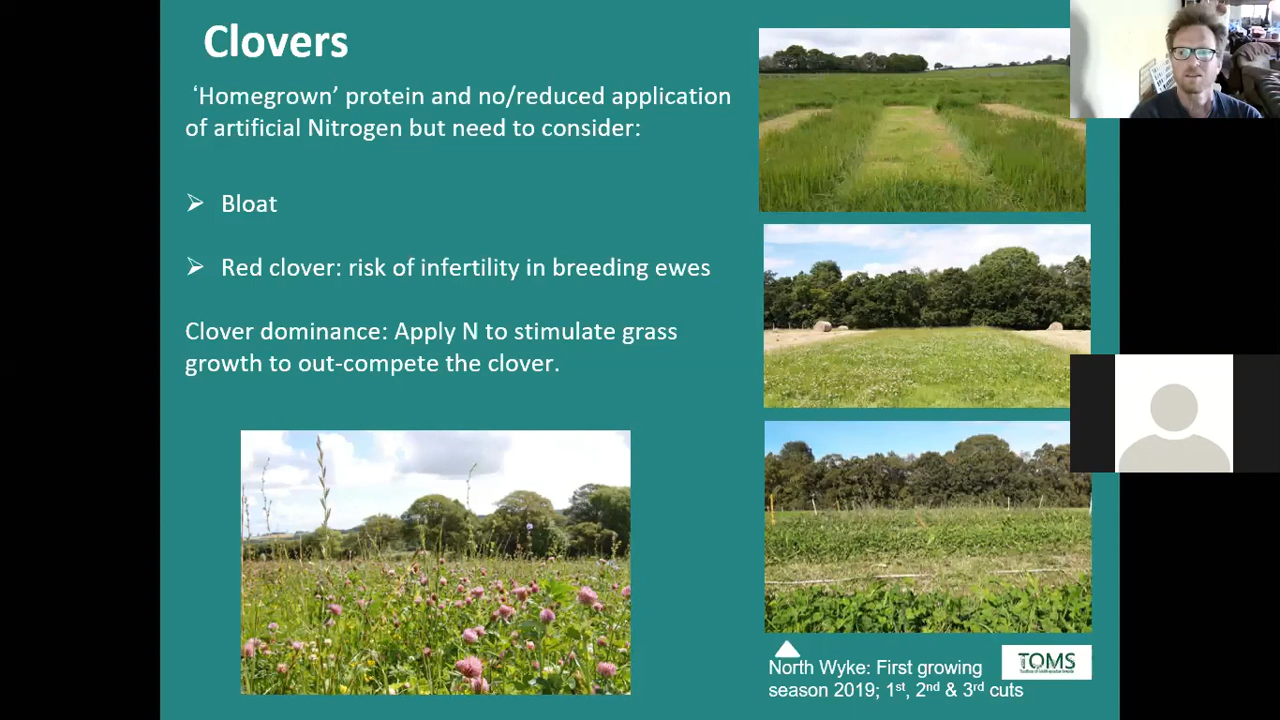 Clovers
‘Homegrown’ protein and no/reduced application
of artificial Nitrogen but need to consider:
➢ Bloat
➢ Red clover: risk of infertility in breeding ewes
Clover dominance: Apply N to stimulate grass
growth to out-compete the clover.
North Wyke: First growing
season 2019; 1st, 2nd & 3rd cuts
TOMS